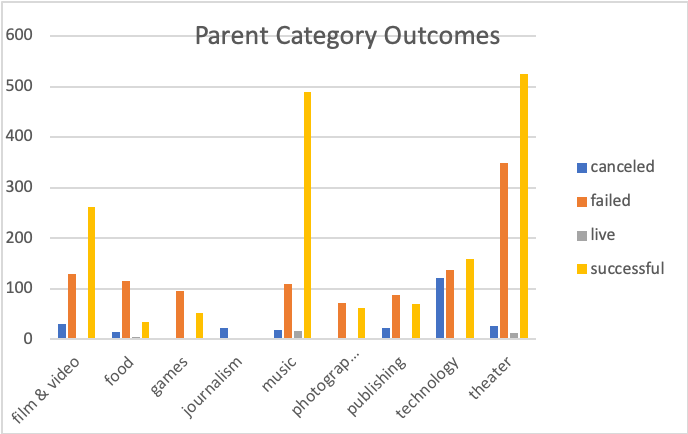 Parent Category Outcomes
600
500
400
300
200
100
0
film & video
food
games
journalism
music
photograp...
publishing
technology
theater
canceled
failed
live
successful